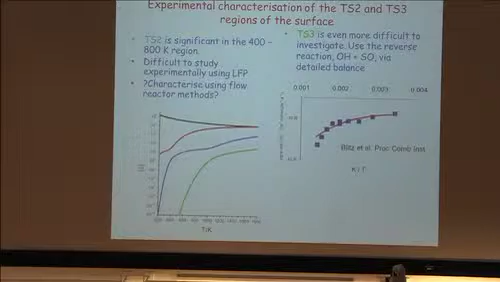 Experimental characterisation of the TS2 and TS3
regions of the surface
• TS2 is significant in the 400 –
800 K region.
• Difficult to study
experimentally using LFP
• ?Characterise using flow
reactor methods?
• TS3 is even more difficult to
investigate. Use the reverse
reaction, OH + SO, via
detailed balance
0.001 0.002 0.003 0.004
Blitz et al. Proc Comb Inst
K / T
T/K